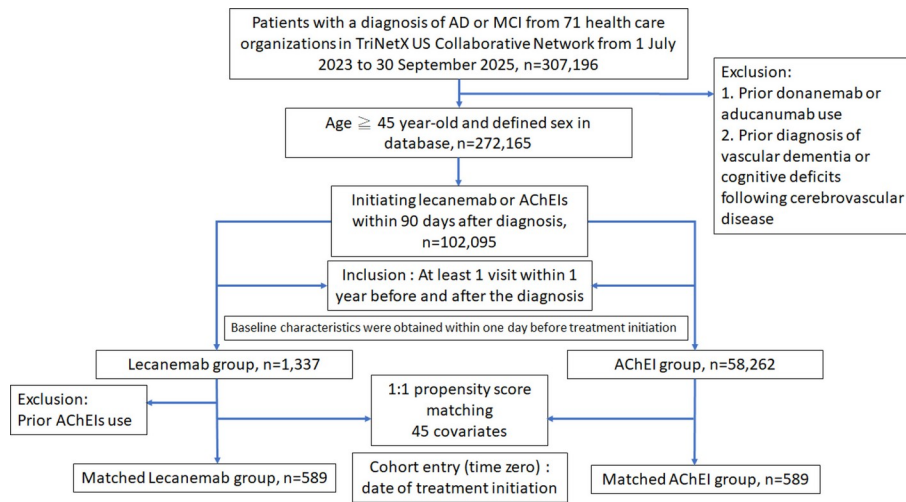 Patients with a diagnosis of AD or MCI from 71 health care
organizations in TriNetX US Collaborative Network from 1 July
2023 to 30 September 2025, n=307,196
Exclusion:
1. Prior donanemab or
aducanumab use
2. Prior diagnosis of
vascular dementia or
cognitive deficits
following cerebrovascular
disease
Age ≧ 45 year-old and defined sex in
database, n=272,165
Initiating lecanemab or AChEIs
within 90 days after diagnosis,
n=102,095
Inclusion : At least 1 visit within 1
year before and after the diagnosis
Baseline characteristics were obtained within one day before treatment initiation
Lecanemab group, n=1,337
AChEI group, n=58,262
Exclusion:
Prior AChEIs use
1:1 propensity score
matching
45 covariates
Matched Lecanemab group, n=589
Cohort entry (time zero) :
date of treatment initiation
Matched AChEI group, n=589